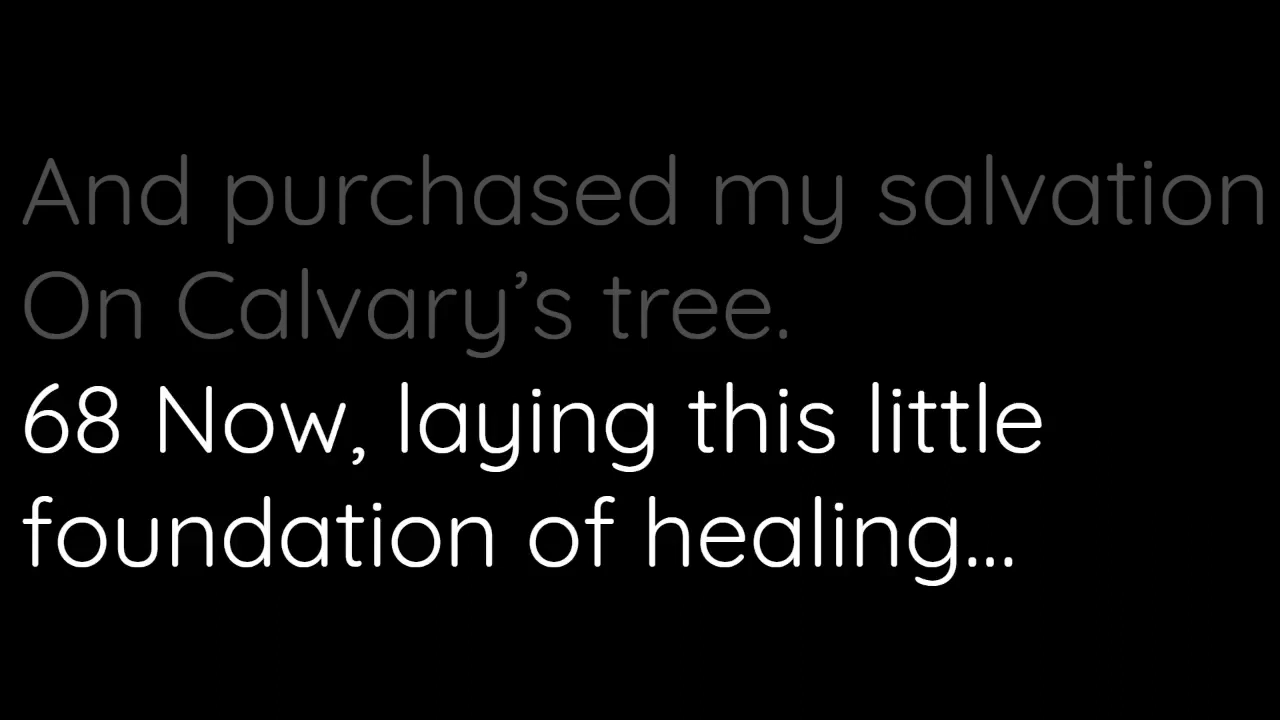 And purchased my salvation
On Calvary’s tree.
68 Now, laying this little
foundation of healing...